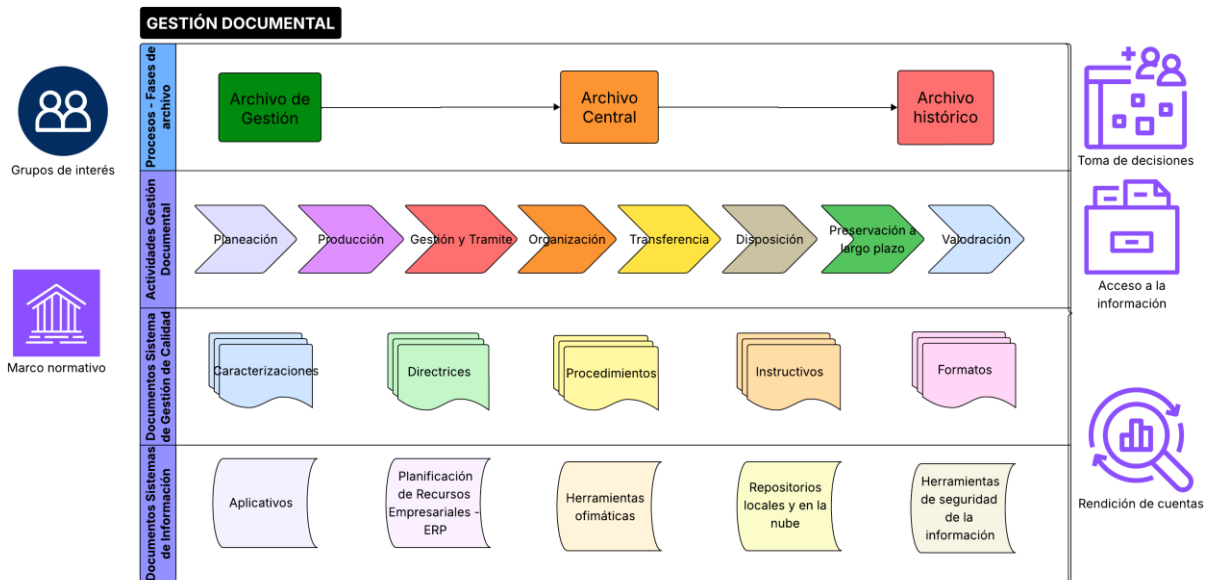 GESTIÓN DOCUMENTAL
Grupos de interés
Marco normativo
Procesos - Fases de
archivo
Archivo de
Gestión
Archivo
Central
Archivo
histórico
Actividades Gestión
Documental
Planeación
Producción
Gestión y Tramite
Organización
Transferencia
Disposición
Preservación a
largo plazo
Valodración
Documentos Sistema
de Gestión de Calidad
Caracterizaciones
Directrices
Procedimientos
Instructivos
Formatos
Documentos Sistemas
de Información
Aplicativos
Planificación
de Recursos
Empresariales -
ERP
Herramientas
ofimáticas
Repositorios
locales y en la
nube
Herramientas
de seguridad
de la
información
Toma de decisiones
Acceso a la
información
Rendición de cuentas